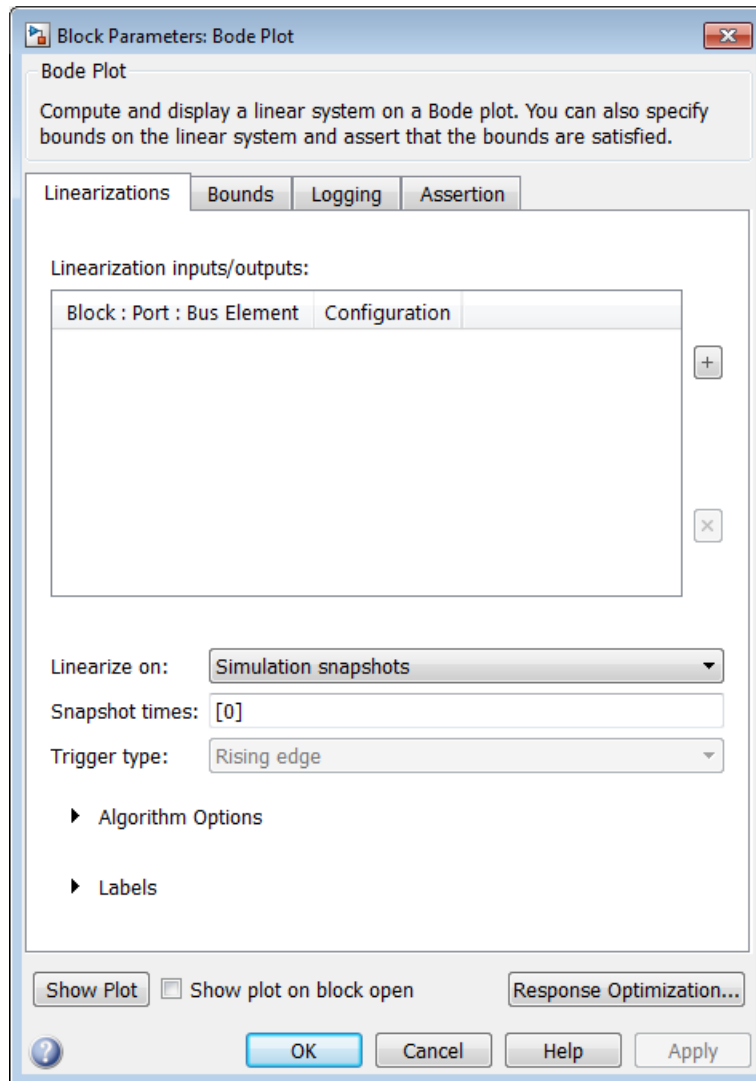 Block Parameters: Bode Plot
Bode Plot
Compute and display a linear system on a Bode plot. You can also specify
bounds on the linear system and assert that the bounds are satisfied.
Linearizations Bounds Logging Assertion
Linearization inputs/outputs:
Block : Port : Bus Element Configuration
+
Linearize on: Simulation snapshots
Snapshot times: [0]
Trigger type: Rising edge
Algorithm Options
Labels
Show Plot Show plot on block open Response Optimization...
? OK Cancel Help Apply